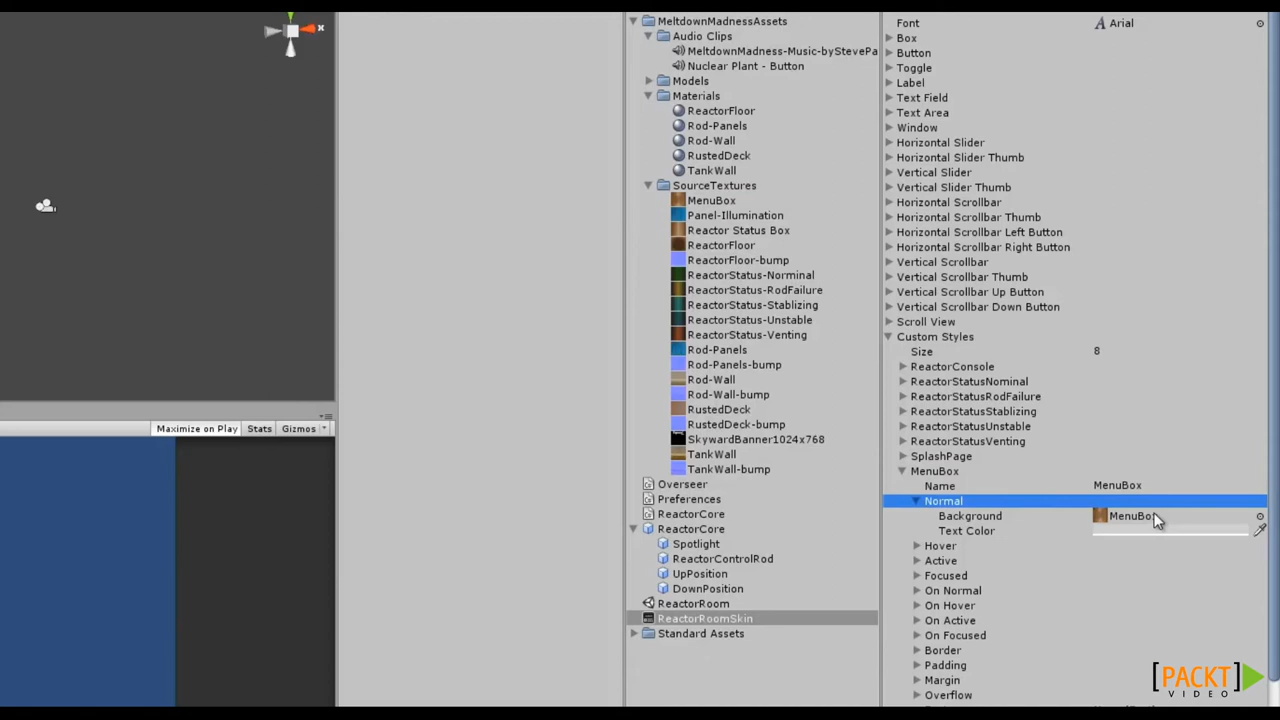 x
Maximize on Play Stats Gizmos
MeltdownMadnessAssets
Audio Clips
MeltdownMadness-Music-byStevePa
Nuclear Plant - Button
Models
Materials
ReactorFloor
Rod-Panels
Rod-Wall
RustedDeck
TankWall
SourceTextures
MenuBox
Panel-Illumination
Reactor Status Box
ReactorFloor
ReactorFloor-bump
ReactorStatus-Norminal
ReactorStatus-RodFailure
ReactorStatus-Stablizing
ReactorStatus-Unstable
ReactorStatus-Venting
Rod-Panels
Rod-Panels-bump
Rod-Wall
Rod-Wall-bump
RustedDeck
RustedDeck-bump
SkywardBanner1024x768
TankWall
TankWall-bump
Overseer
Preferences
ReactorCore
ReactorCore
Spotlight
ReactorControlRod
UpPosition
DownPosition
ReactorRoom
ReactorRoomSkin
Standard Assets
Font Arial
Box
Button
Toggle
Label
Text Field
Text Area
Window
Horizontal Slider
Horizontal Slider Thumb
Vertical Slider
Vertical Slider Thumb
Horizontal Scrollbar
Horizontal Scrollbar Thumb
Horizontal Scrollbar Left Button
Horizontal Scrollbar Right Button
Vertical Scrollbar
Vertical Scrollbar Thumb
Vertical Scrollbar Up Button
Vertical Scrollbar Down Button
Scroll View
Custom Styles
Size 8
ReactorConsole
ReactorStatusNominal
ReactorStatusRodFailure
ReactorStatusStablizing
ReactorStatusUnstable
ReactorStatusVenting
SplashPage
MenuBox
Name MenuBox
Normal
Background MenuBox
Text Color
Hover
Active
Focused
On Normal
On Hover
On Active
On Focused
Border
Padding
Margin
Overflow
[PACKT]
VIDEO